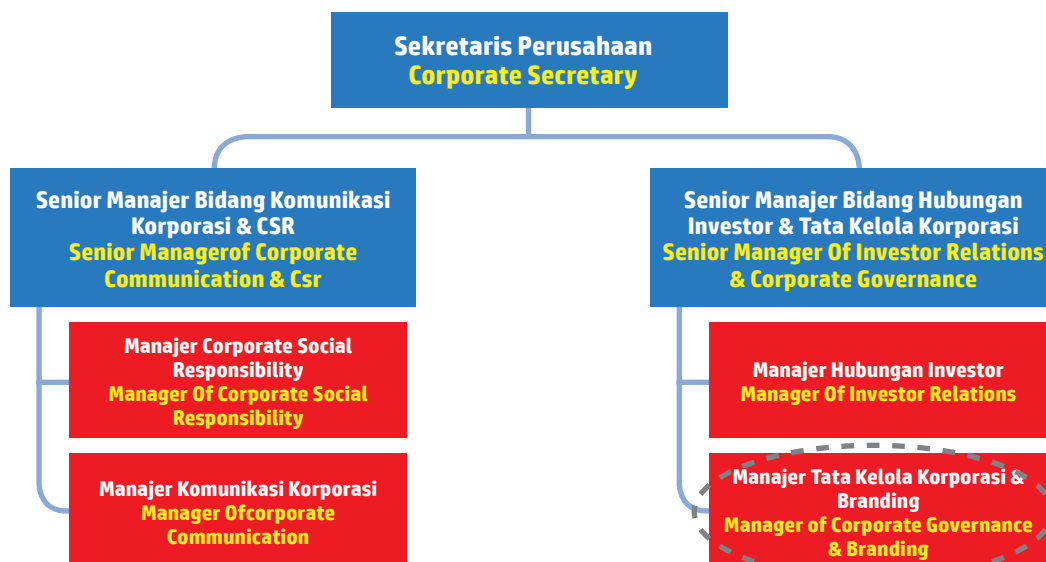 Sekretaris Perusahaan
Corporate Secretary
Senior Manajer Bidang Komunikasi
Korporasi & CSR
Senior Managerof Corporate
Communication & Csr
Manajer Corporate Social
Responsibility
Manager Of Corporate Social
Responsibility
Manajer Komunikasi Korporasi
Manager Ofcorporate
Communication
Senior Manajer Bidang Hubungan
Investor & Tata Kelola Korporasi
Senior Manager Of Investor Relations
& Corporate Governance
Manajer Hubungan Investor
Manager Of Investor Relations
Manajer Tata Kelola Korporasi &
Branding
Manager of Corporate Governance
& Branding